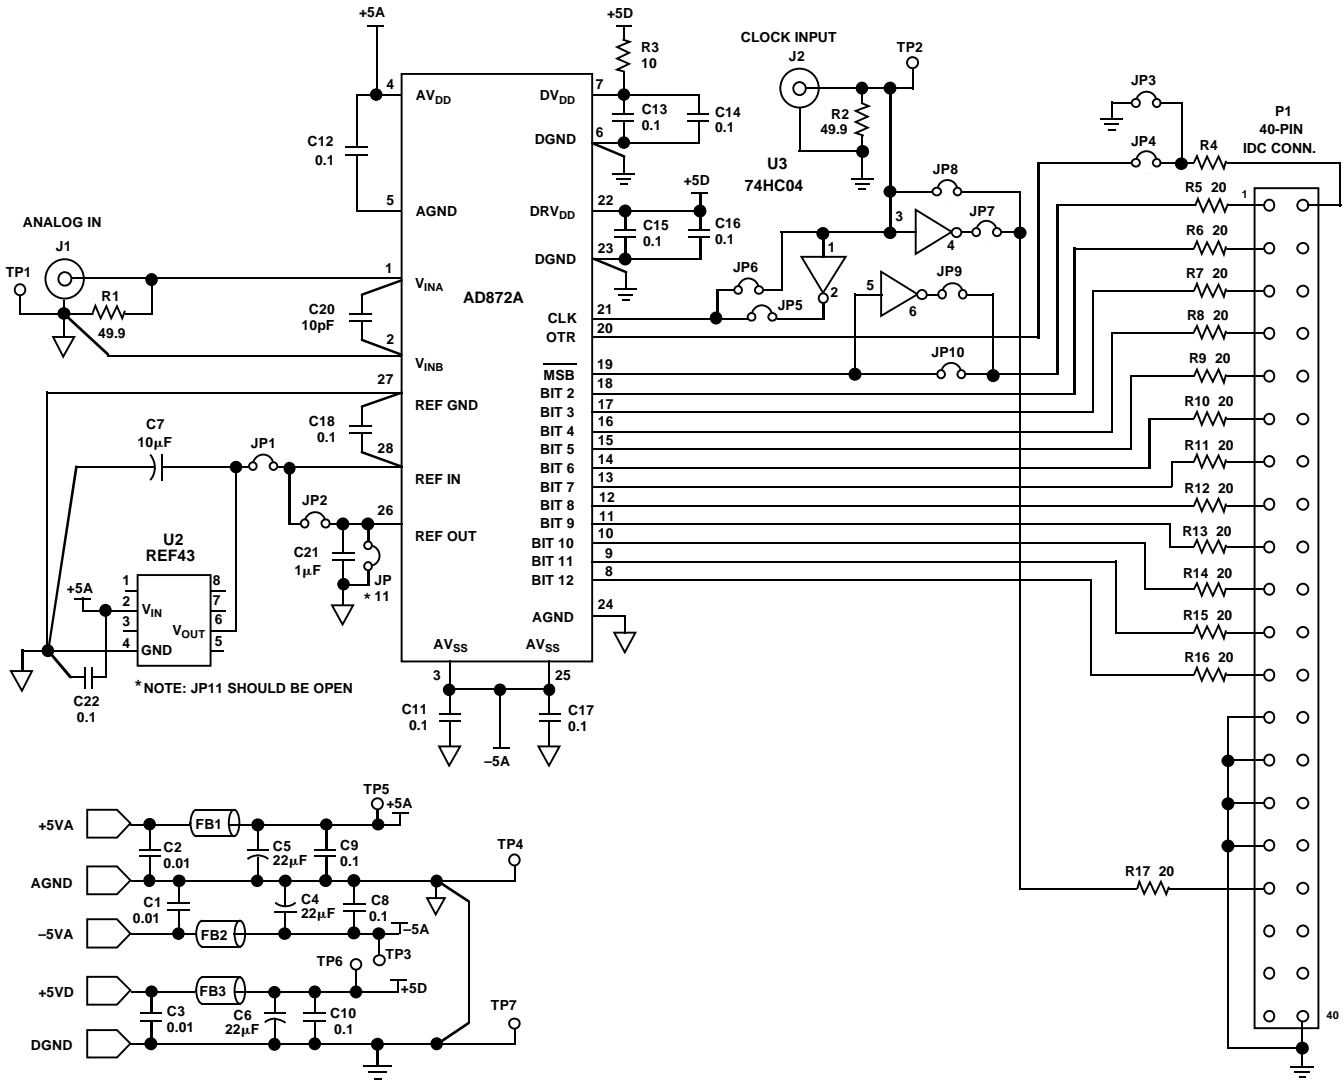 +5A
+5D
R3
10
CLOCK INPUT
J2
TP2
4
AV_DD
7
DV_DD
C13
0.1
C14
0.1
R2
49.9
JP3
P1
40-PIN
IDC CONN.
C12
0.1
DGND
6
U3
74HC04
JP4
R4
5
AGND
+5D
JP8
R5 20
1
ANALOG IN
J1
22
DRV_DD
C15
0.1
C16
0.1
3
JP7
4
R6 20
23
DGND
1
TP1
1
V_INA
JP6
5
JP9
R7 20
R1
49.9
C20
10pF
AD872A
JP5
2
6
21
CLK
20
OTR
R8 20
2
V_INB
JP10
R9 20
19
MSB
27
REF GND
18
BIT 2
17
BIT 3
R10 20
C7
10µF
JP1
C18
0.1
16
BIT 4
15
BIT 5
R11 20
28
REF IN
14
BIT 6
13
BIT 7
R12 20
JP2
26
REF OUT
12
BIT 8
11
BIT 9
R13 20
U2
REF43
C21
1µF
JP
* 11
10
BIT 10
9
BIT 11
R14 20
8
BIT 12
+5A
1
8
2
V_IN
7
3
V_OUT
6
4
GND
5
24
AGND
R15 20
C22
0.1
AV_SS
AV_SS
R16 20
*NOTE: JP11 SHOULD BE OPEN
3
25
C11
0.1
C17
0.1
–5A
TP5
+5A
+5VA
FB1
C2
0.01
C5
22µF
C9
0.1
TP4
AGND
R17 20
C1
0.01
C4
22µF
C8
0.1
–5A
–5VA
FB2
TP3
TP6
+5VD
FB3
+5D
C3
0.01
C6
22µF
C10
0.1
TP7
40
DGND